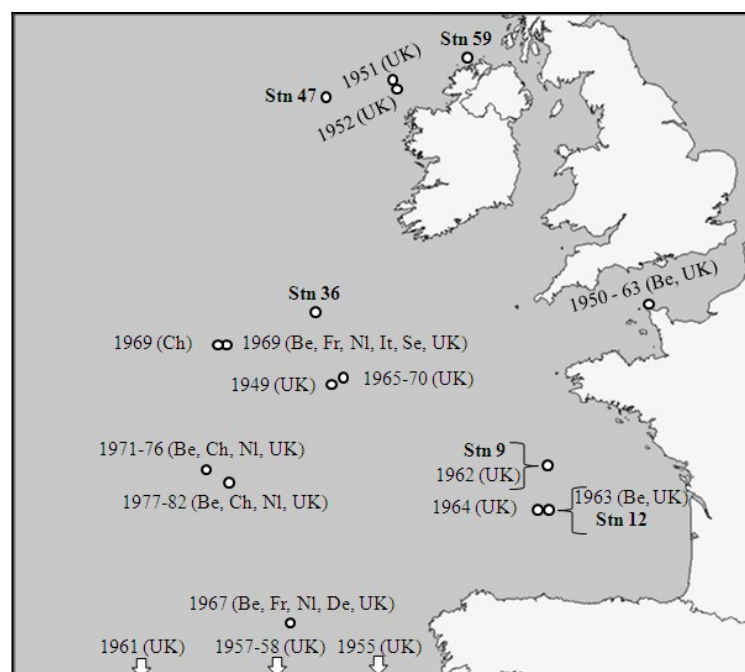 Stn 59
1951 (UK)
Stn 47
1952 (UK)
1950 - 63 (Be, UK)
Stn 36
1969 (Ch)
1969 (Be, Fr, Nl, It, Se, UK)
1949 (UK)
1965-70 (UK)
1971-76 (Be, Ch, Nl, UK)
1977-82 (Be, Ch, Nl, UK)
Stn 9
1962 (UK)
1964 (UK)
1963 (Be, UK)
Stn 12
1967 (Be, Fr, Nl, De, UK)
1961 (UK)
1957-58 (UK)
1955 (UK)